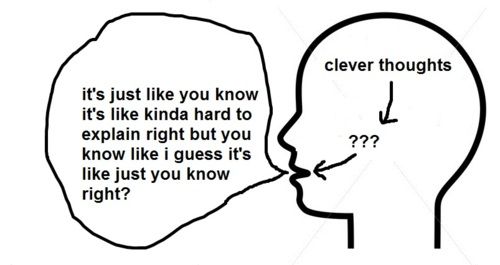 clever thoughts
???
it's just like you know
it's like kinda hard to
explain right but you
know like i guess it's
like just you know
right?